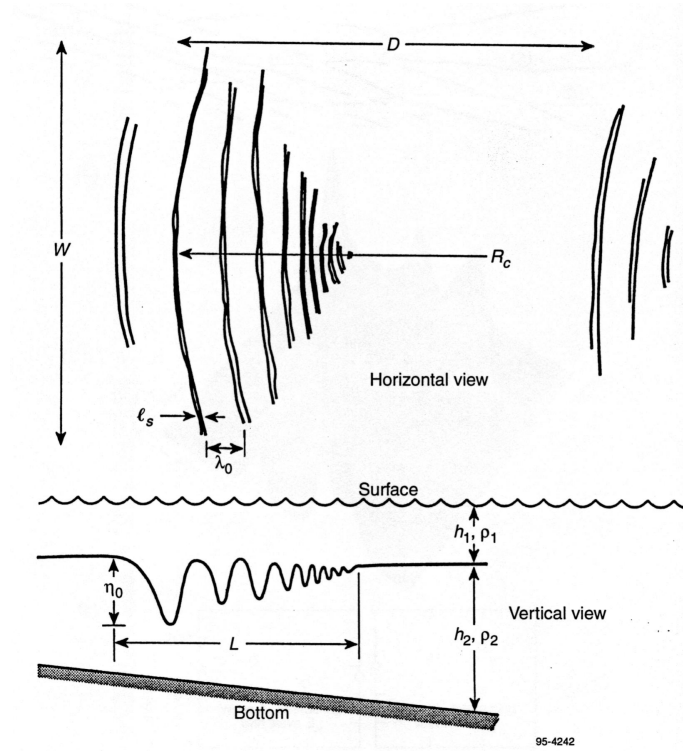 D
W
R_c
Horizontal view
ℓ_s
λ_0
Surface
h_1, ρ_1
η_0
Vertical view
L
h_2, ρ_2
Bottom
95-4242